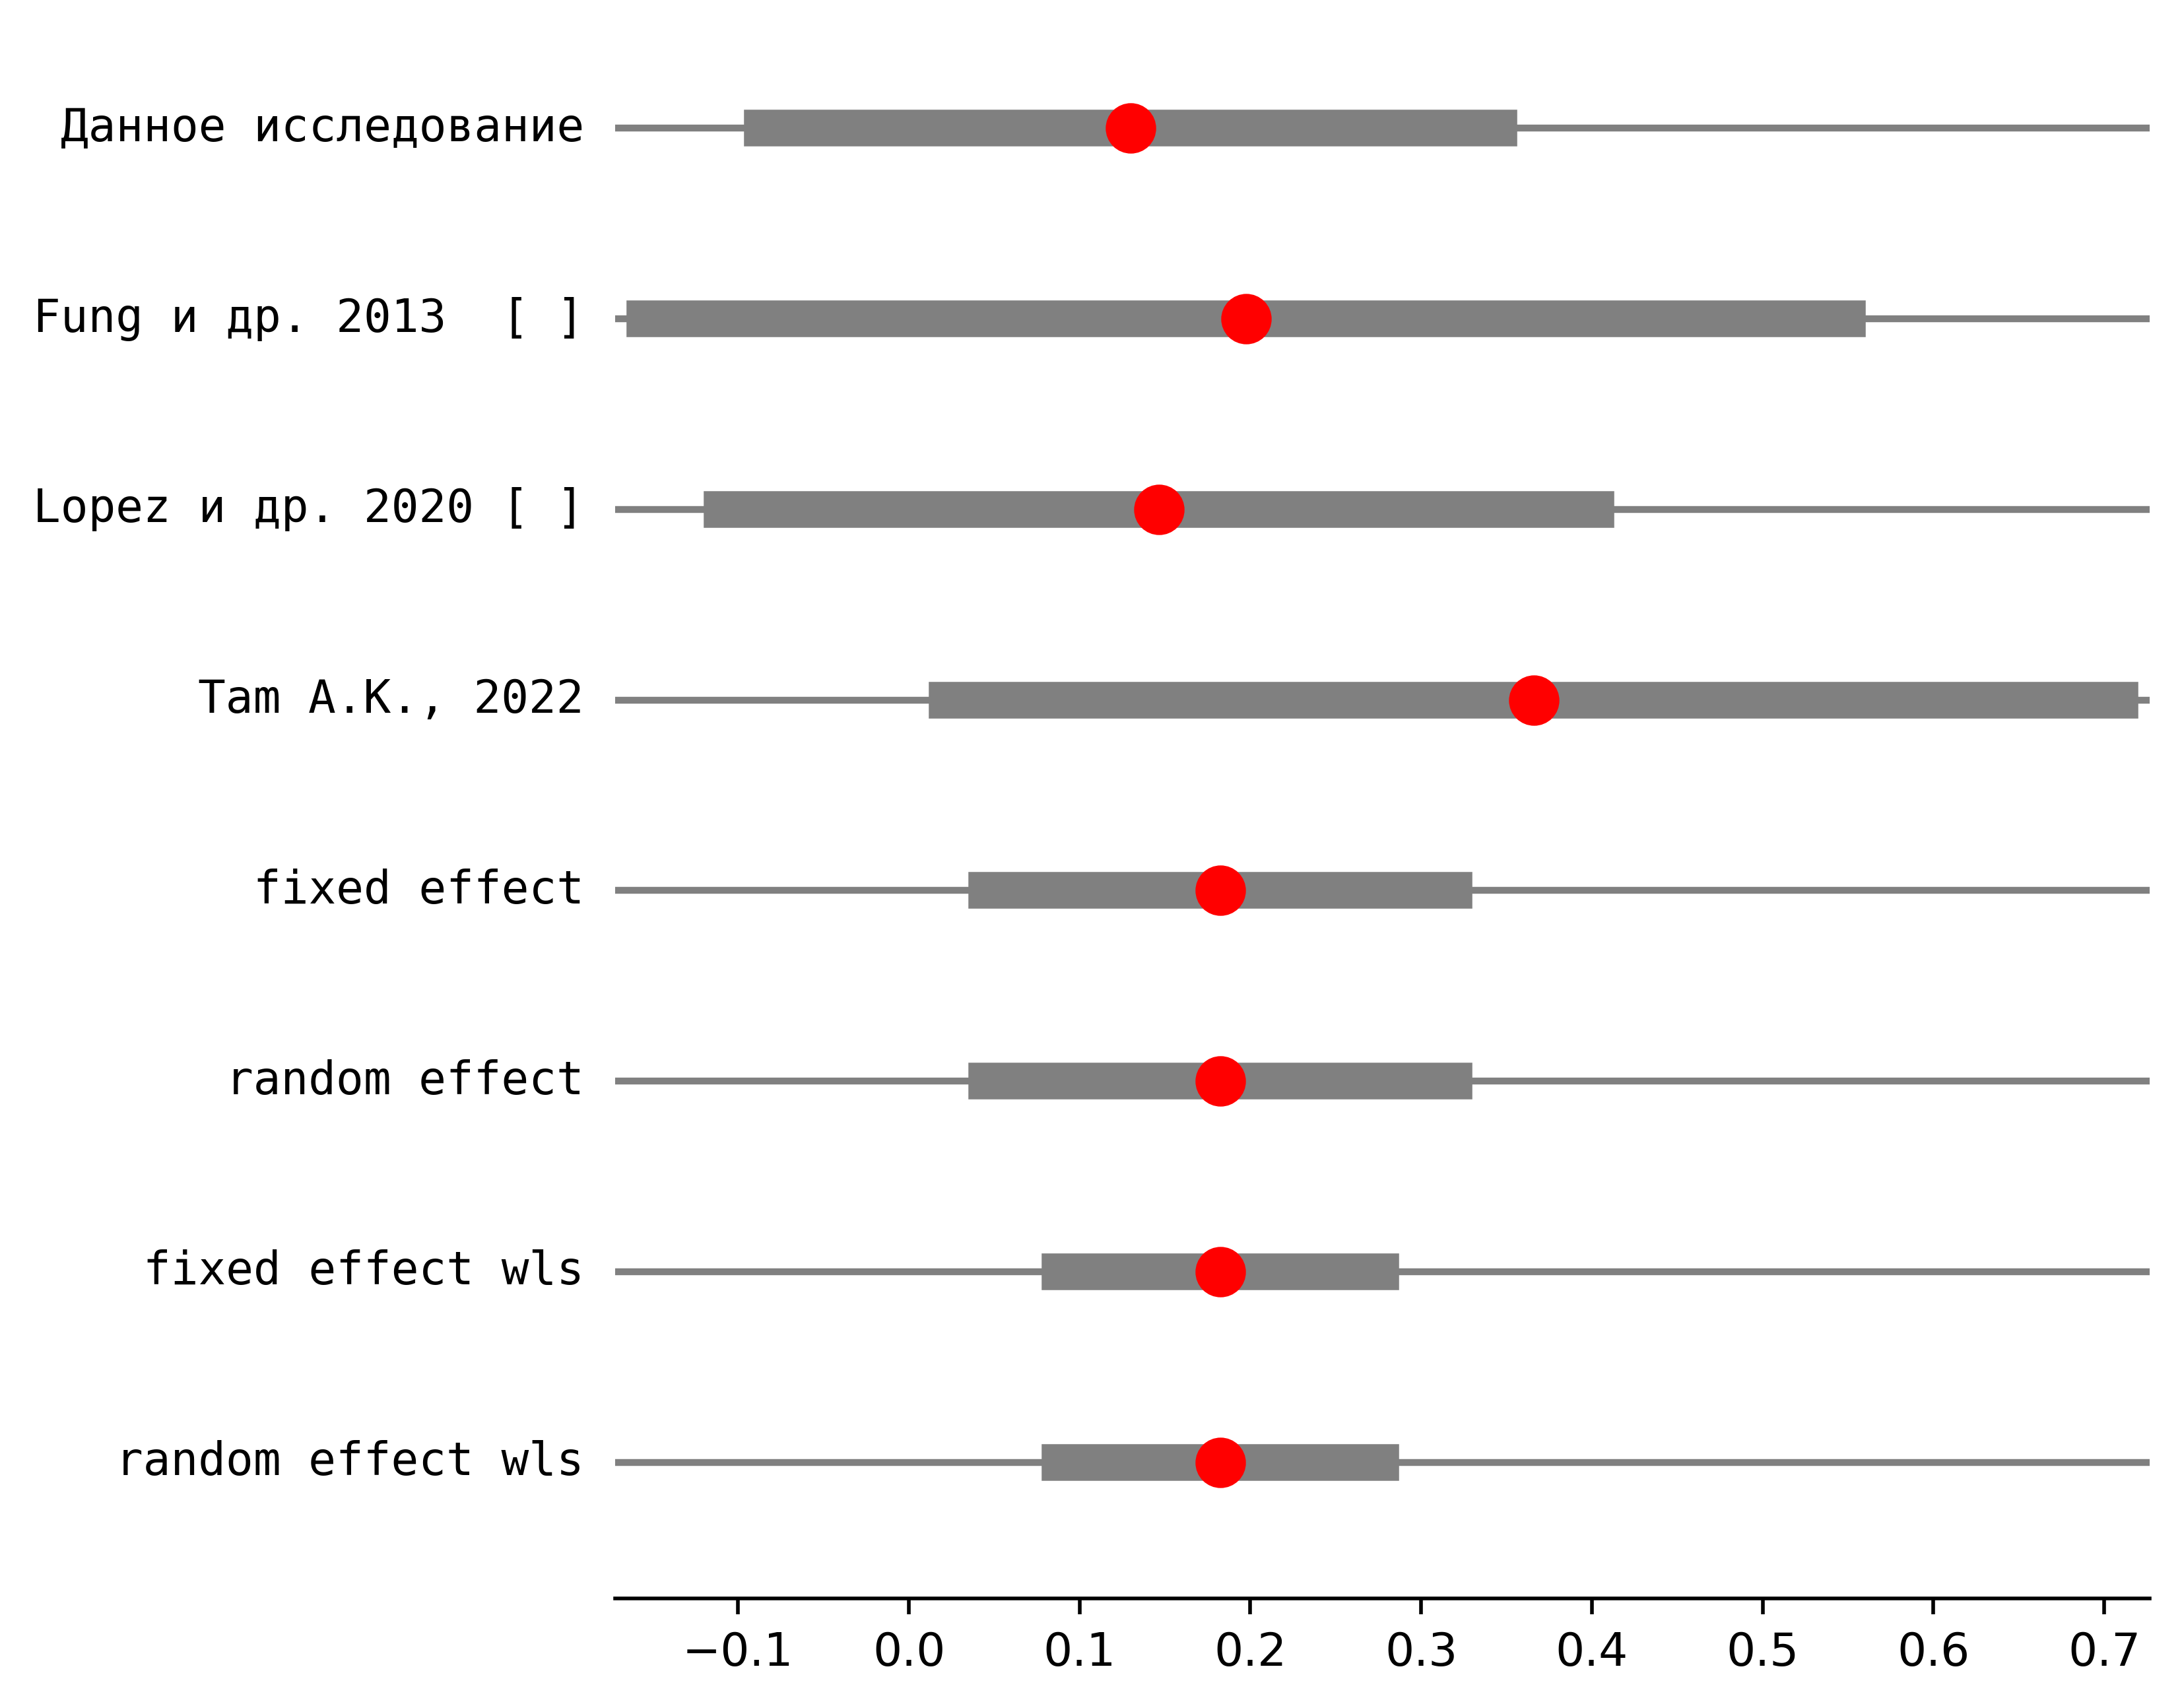 Данное исследование
Fung и др. 2013  [ ]
Lopez и др. 2020 [ ]
Tam A.K., 2022
fixed effect
random effect
fixed effect wls
random effect wls
−0.1 0.0 0.1 0.2 0.3 0.4 0.5 0.6 0.7